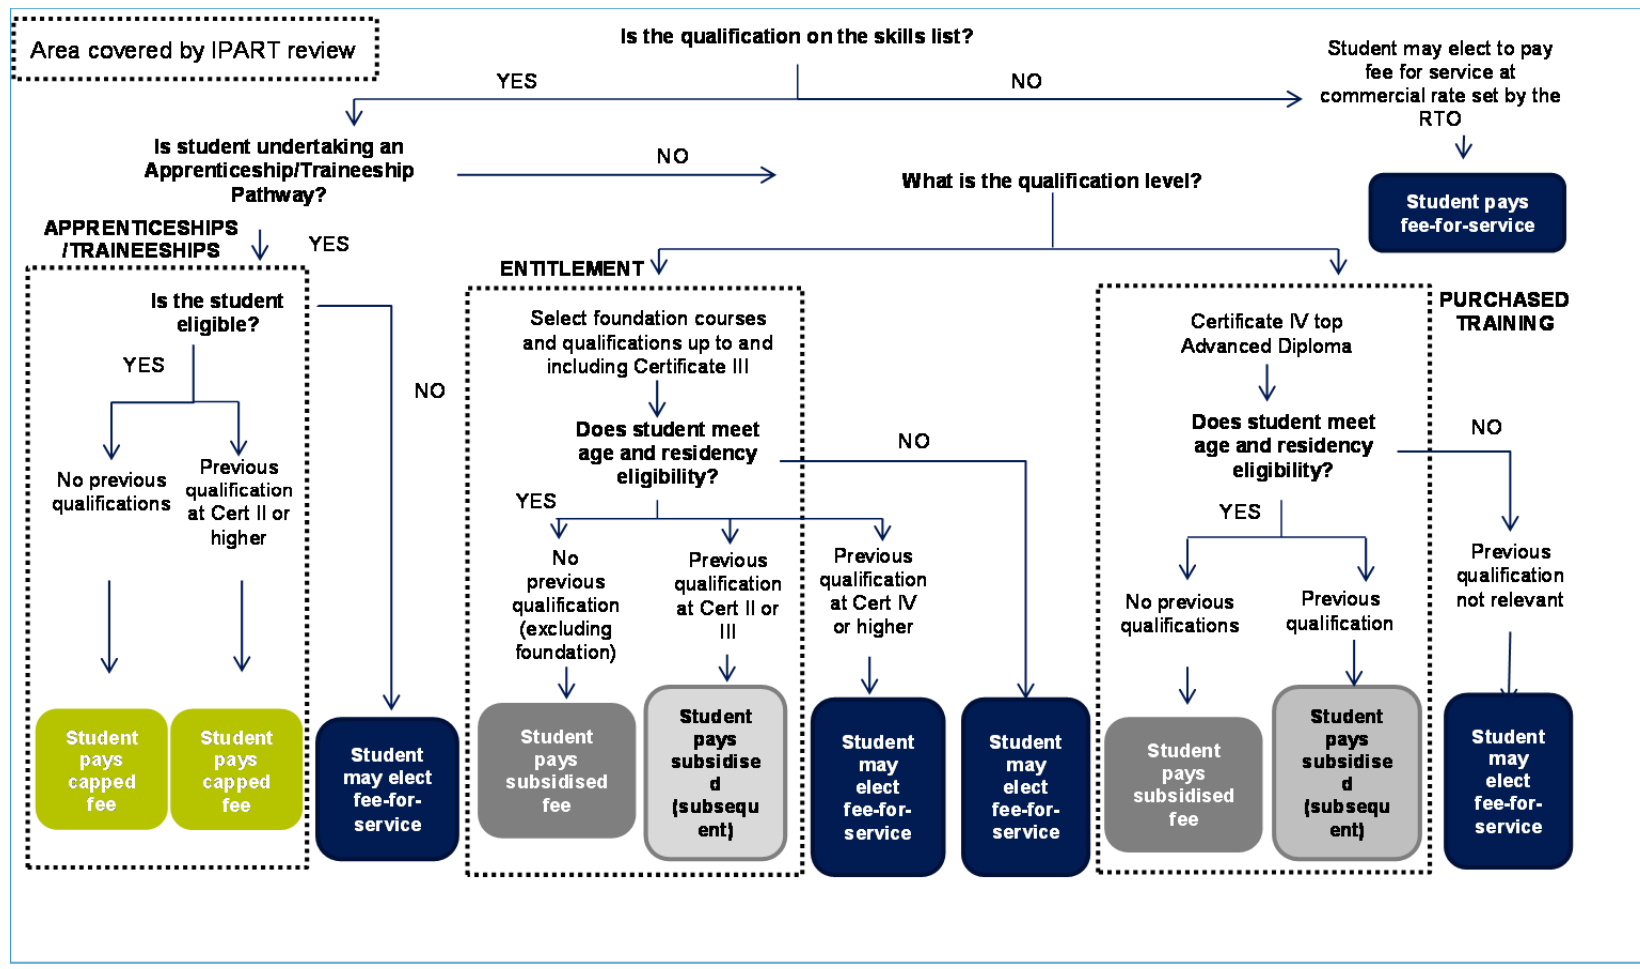 Area covered by IPART review
Is the qualification on the skills list?
YES
NO
Student may elect to pay
fee for service at
commercial rate set by the
RTO
Student pays
fee-for-service
Is student undertaking an
Apprenticeship/Traineeship
Pathway?
NO
What is the qualification level?
APPRENTICESHIPS
/TRAINEESHIPS
YES
Is the student
eligible?
YES
NO
No previous
qualifications
Previous
qualification
at Cert II or
higher
Student
pays
capped
fee
Student
pays
capped
fee
Student
may elect
fee-for-
service
ENTITLEMENT
Select foundation courses
and qualifications up to and
including Certificate III
Does student meet
age and residency
eligibility?
NO
YES
No
previous
qualification
(excluding
foundation)
Previous
qualification
at Cert II or
III
Previous
qualification
at Cert IV
or higher
Student
pays
subsidised
fee
Student
pays
subsidise
d
(subsequ
ent)
Student
may
elect
fee-for-
service
Student
may
elect
fee-for-
service
PURCHASED
TRAINING
Certificate IV top
Advanced Diploma
Does student meet
age and residency
eligibility?
NO
YES
No previous
qualifications
Previous
qualification
Previous
qualification
not relevant
Student
pays
subsidised
fee
Student
pays
subsidise
d
(subsequ
ent)
Student
may
elect
fee-for-
service